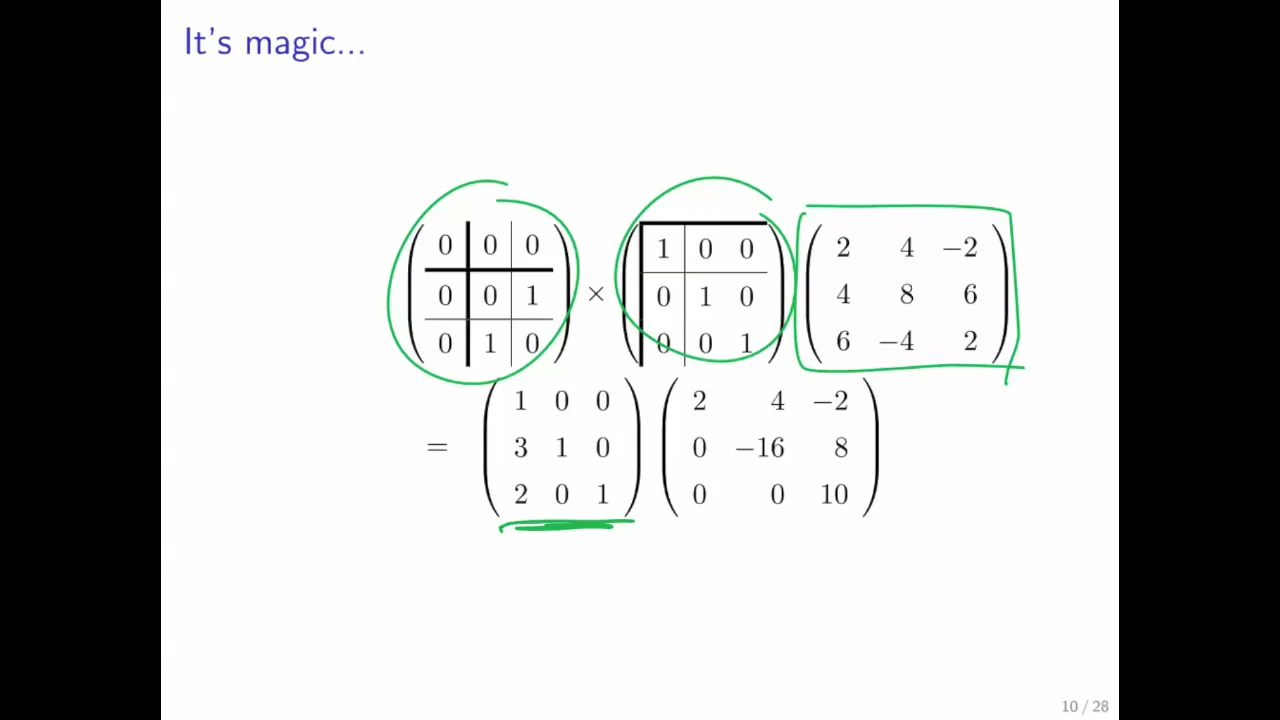 It's magic...
0 0 0 1 0 0 2 4 −2
0 0 1 × 0 1 0 4 8 6
0 1 0 0 0 1 6 −4 2
1 0 0 2 4 −2
= 3 1 0 0 −16 8
2 0 1 0 0 10
10 / 28